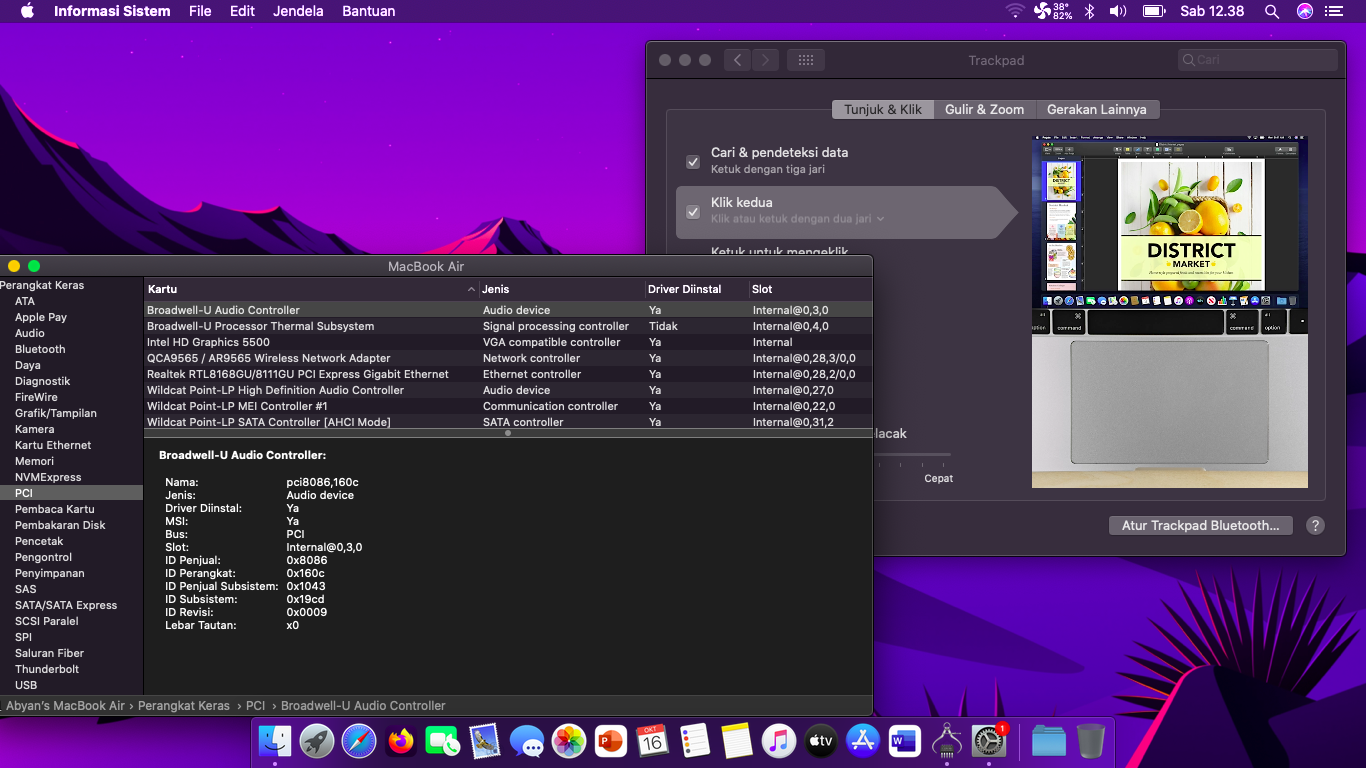 Informasi Sistem File Edit Jendela Bantuan
38°
82%
Sab 12.38
Trackpad
Cari
Tunjuk & Klik Gulir & Zoom Gerakan Lainnya
Cari & pendeteksi data
Ketuk dengan tiga jari
Klik kedua
Klik atau ketuk dengan dua jari
Ketuk untuk mengeklik
DISTRICT
MARKET
option command command option
elacak
Cepat
Atur Trackpad Bluetooth...
?
MacBook Air
Perangkat Keras
ATA
Apple Pay
Audio
Bluetooth
Daya
Diagnostik
FireWire
Grafik/Tampilan
Kamera
Kartu Ethernet
Memori
NVMExpress
PCI
Pembaca Kartu
Pembakaran Disk
Pencetak
Pengontrol
Penyimpanan
SAS
SATA/SATA Express
SCSI Paralel
SPI
Saluran Fiber
Thunderbolt
USB
Kartu Jenis Driver Diinstal Slot
Broadwell-U Audio Controller Audio device Ya Internal@0,3,0
Broadwell-U Processor Thermal Subsystem Signal processing controller Tidak Internal@0,4,0
Intel HD Graphics 5500 VGA compatible controller Ya Internal
QCA9565 / AR9565 Wireless Network Adapter Network controller Ya Internal@0,28,3/0,0
Realtek RTL8168GU/8111GU PCI Express Gigabit Ethernet Ethernet controller Ya Internal@0,28,2/0,0
Wildcat Point-LP High Definition Audio Controller Audio device Ya Internal@0,27,0
Wildcat Point-LP MEI Controller #1 Communication controller Ya Internal@0,22,0
Wildcat Point-LP SATA Controller [AHCI Mode] SATA controller Ya Internal@0,31,2
Broadwell-U Audio Controller:
Nama: pci8086,160c
Jenis: Audio device
Driver Diinstal: Ya
MSI: Ya
Bus: PCI
Slot: Internal@0,3,0
ID Penjual: 0x8086
ID Perangkat: 0x160c
ID Penjual Subsistem: 0x1043
ID Subsistem: 0x19cd
ID Revisi: 0x0009
Lebar Tautan: x0
Abyan's MacBook Air › Perangkat Keras › PCI › Broadwell-U Audio Controller
OKT
16
tv
1